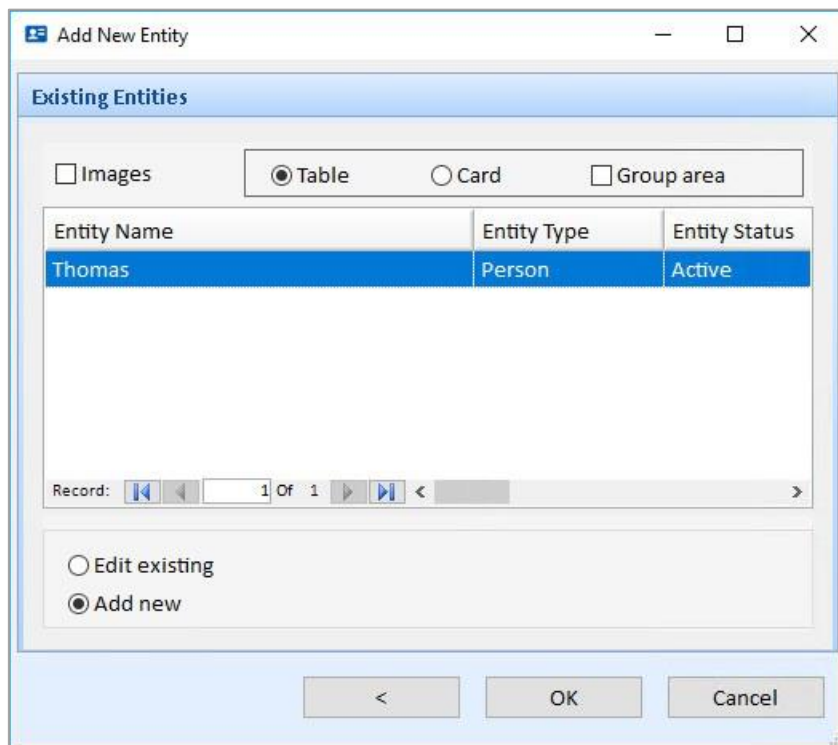 Add New Entity
Existing Entities
Images Table Card Group area
Entity Name Entity Type Entity Status
Thomas Person Active
Record: 1 Of 1
Edit existing
Add new
< OK Cancel